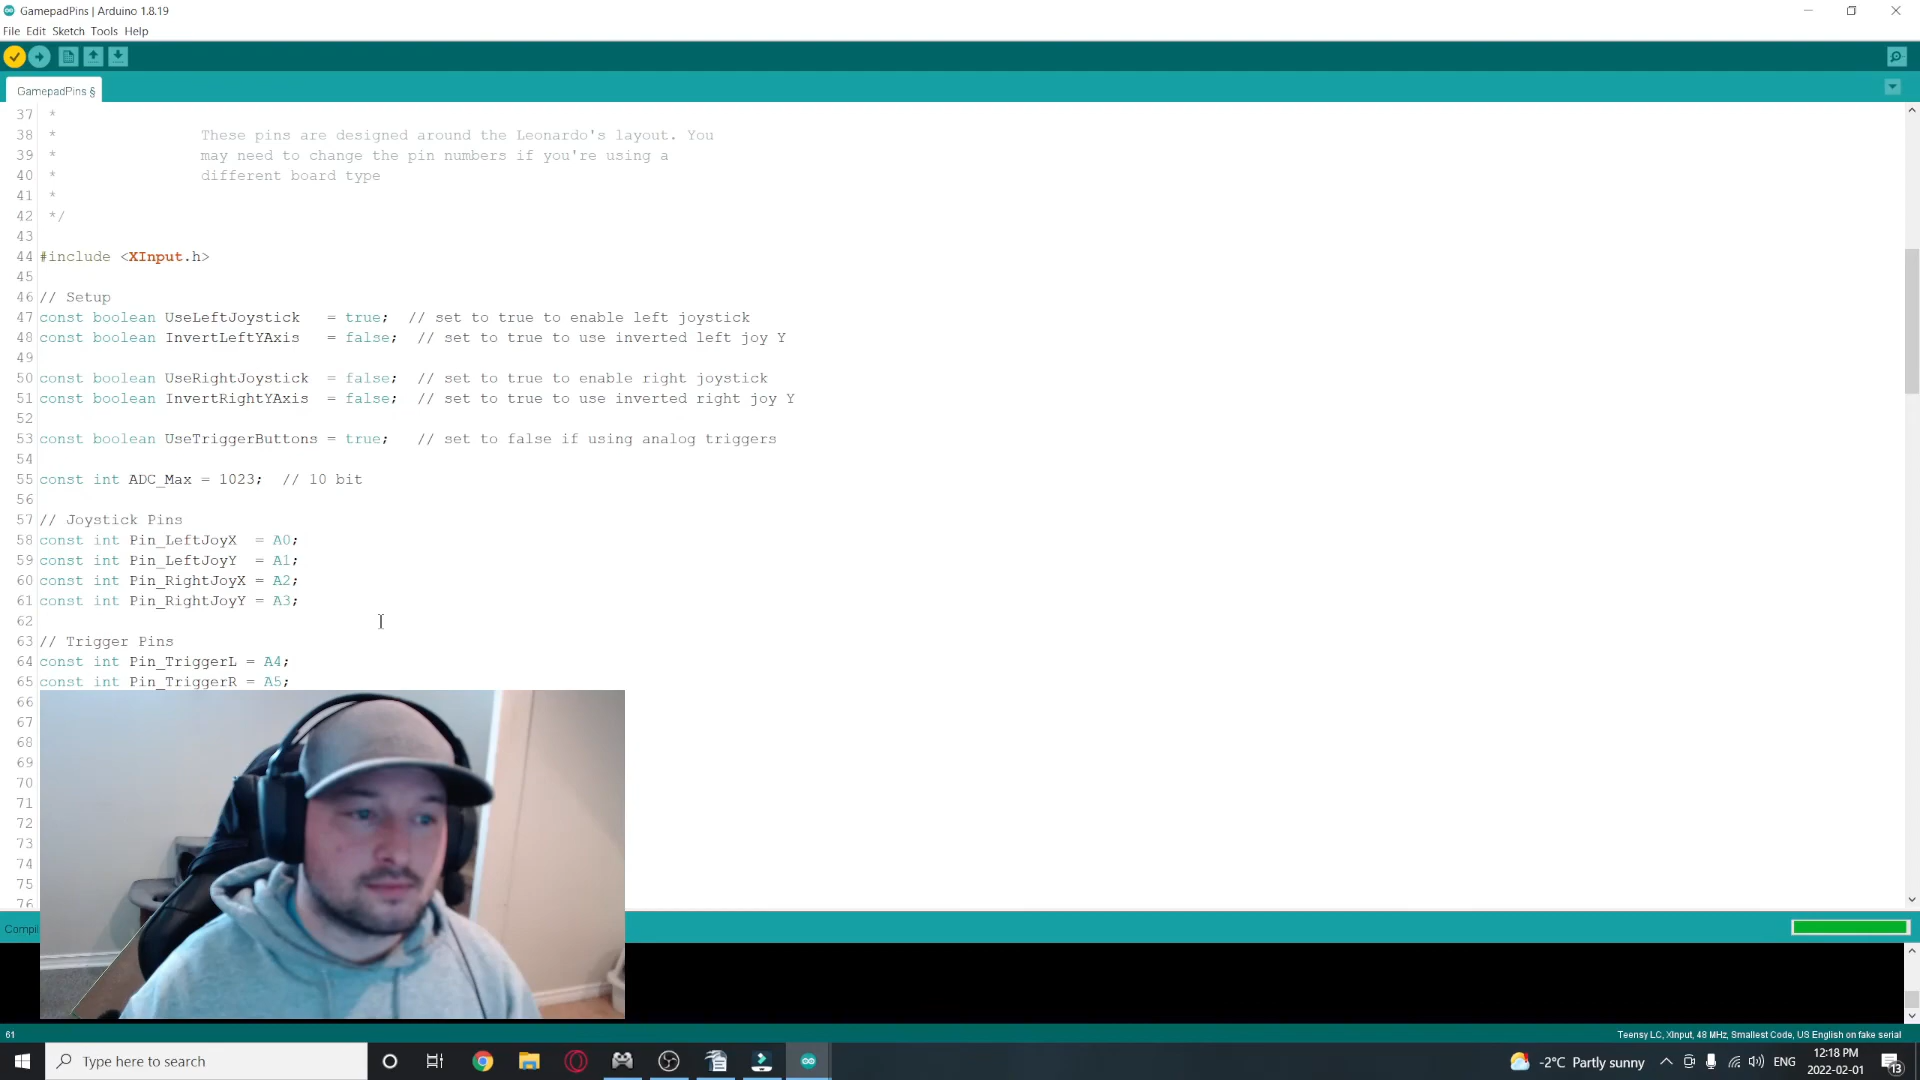 GamepadPins | Arduino 1.8.19
File Edit Sketch Tools Help
GamepadPins §
37 *
38 * These pins are designed around the Leonardo's layout. You
39 * may need to change the pin numbers if you're using a
40 * different board type
41 *
42 */
43
44 #include <XInput.h>
45
46 // Setup
47 const boolean UseLeftJoystick = true; // set to true to enable left joystick
48 const boolean InvertLeftYAxis = false; // set to true to use inverted left joy Y
49
50 const boolean UseRightJoystick = false; // set to true to enable right joystick
51 const boolean InvertRightYAxis = false; // set to true to use inverted right joy Y
52
53 const boolean UseTriggerButtons = true; // set to false if using analog triggers
54
55 const int ADC_Max = 1023; // 10 bit
56
57 // Joystick Pins
58 const int Pin_LeftJoyX = A0;
59 const int Pin_LeftJoyY = A1;
60 const int Pin_RightJoyX = A2;
61 const int Pin_RightJoyY = A3;
62
63 // Trigger Pins
64 const int Pin_TriggerL = A4;
65 const int Pin_TriggerR = A5;
66
67
68
69
70
71
72
73
74
75
76
Compil
61
Teensy LC, XInput, 48 MHz, Smallest Code, US English on fake serial
Type here to search
-2°C Partly sunny
ENG
12:18 PM
2022-02-01
13